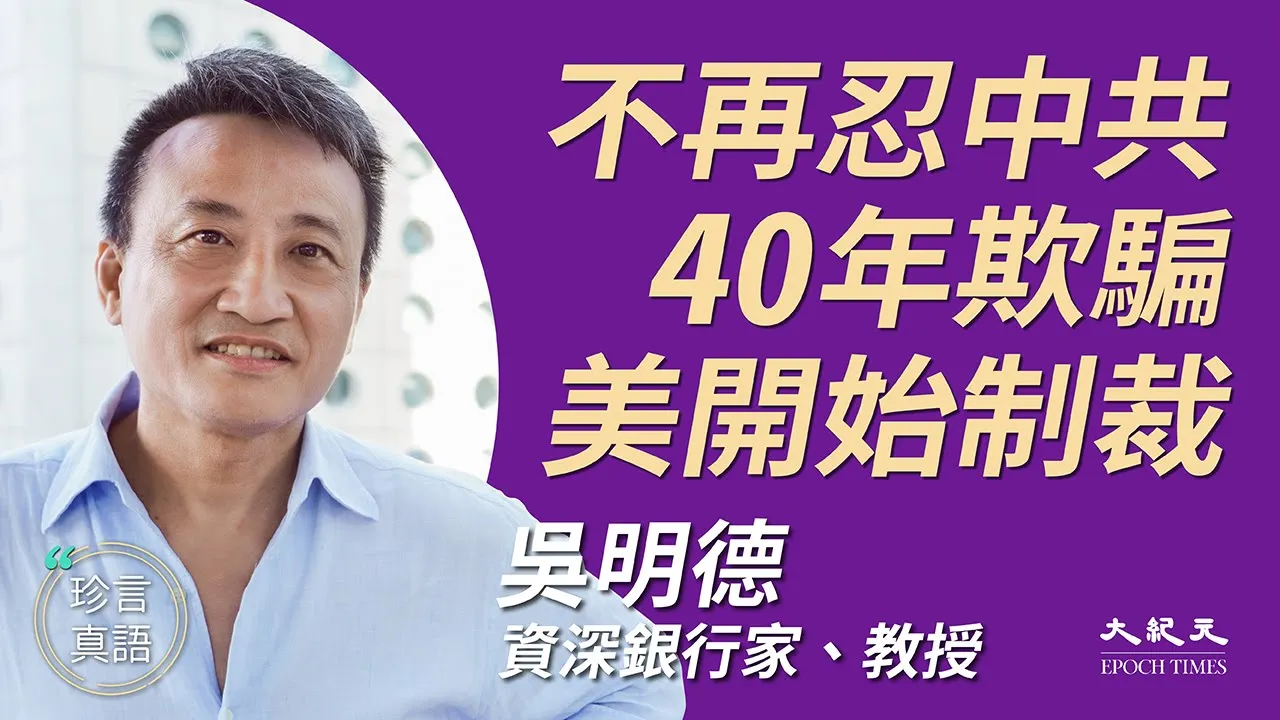 不再忍中共
40年欺騙
美開始制裁
吳明德
資深銀行家、教授
“珍言
真語
大紀元
EPOCH TIMES